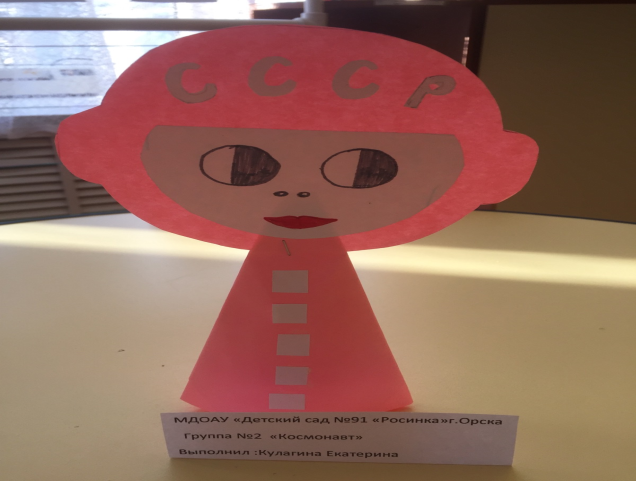 СССР
МДОАУ «Детский сад №91 «Росинка»г.Орска
Группа №2 «Космонавт»
Выполнил :Кулагина Екатерина